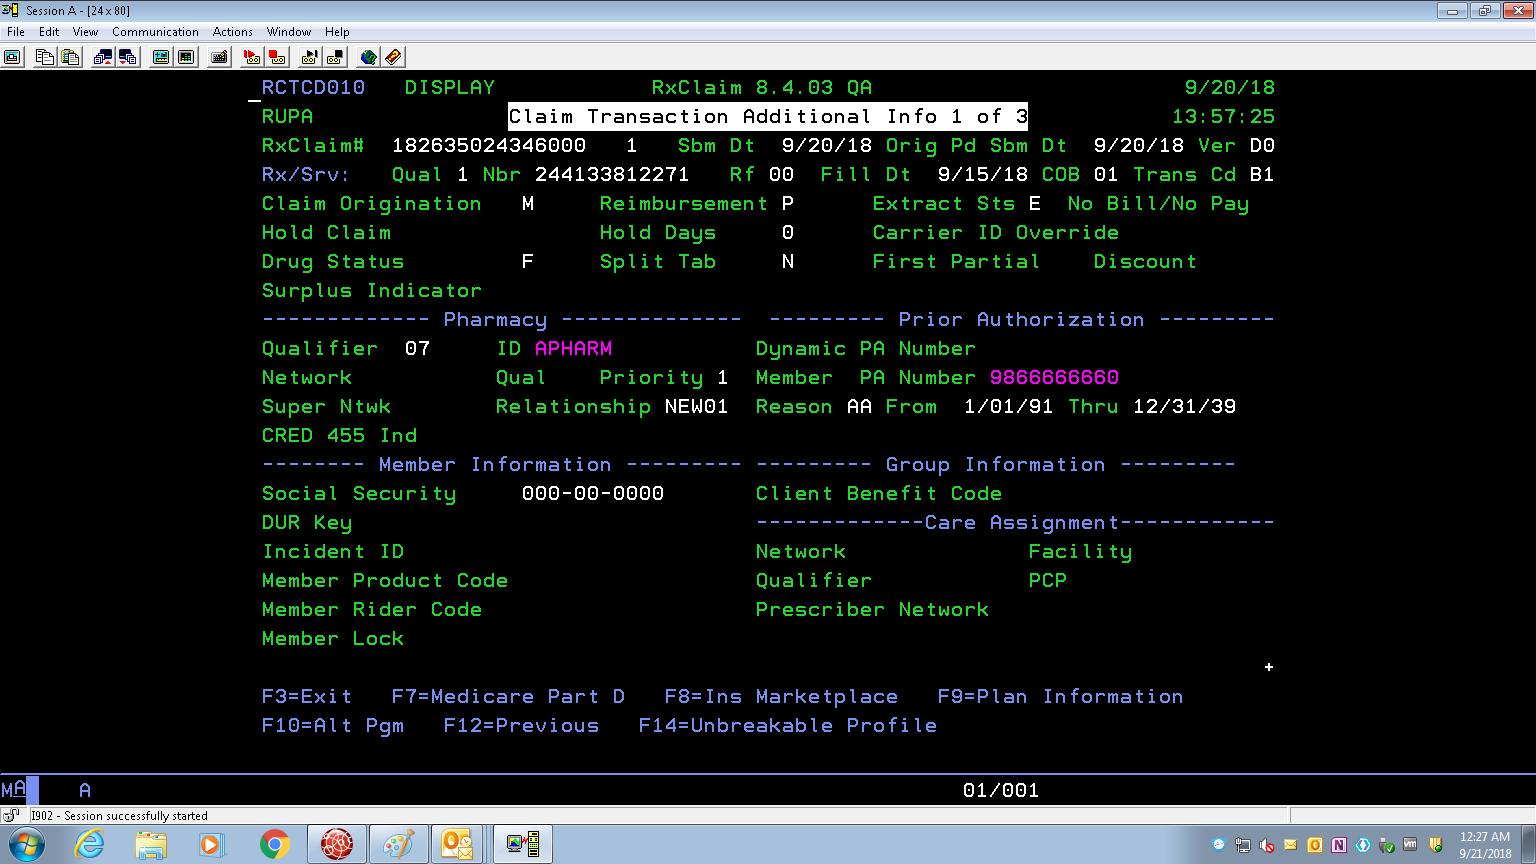 Session A - [24 x 80]
File Edit View Communication Actions Window Help
RCTCD010 DISPLAY RxClaim 8.4.03 QA 9/20/18
RUPA Claim Transaction Additional Info 1 of 3 13:57:25
RxClaim# 182635024346000 1 Sbm Dt 9/20/18 Orig Pd Sbm Dt 9/20/18 Ver D0
Rx/Srv: Qual 1 Nbr 244133812271 Rf 00 Fill Dt 9/15/18 COB 01 Trans Cd B1
Claim Origination M Reimbursement P Extract Sts E No Bill/No Pay
Hold Claim Hold Days 0 Carrier ID Override
Drug Status F Split Tab N First Partial Discount
Surplus Indicator
------------- Pharmacy -------------- --------- Prior Authorization ---------
Qualifier 07 ID APHARM Dynamic PA Number
Network Qual Priority 1 Member PA Number 9866666660
Super Ntwk Relationship NEW01 Reason AA From 1/01/91 Thru 12/31/39
CRED 455 Ind
-------- Member Information --------- --------- Group Information ---------
Social Security 000-00-0000 Client Benefit Code
DUR Key -------------Care Assignment------------
Incident ID Network Facility
Member Product Code Qualifier PCP
Member Rider Code Prescriber Network
Member Lock
+
F3=Exit F7=Medicare Part D F8=Ins Marketplace F9=Plan Information
F10=Alt Pgm F12=Previous F14=Unbreakable Profile
MA A 01/001
I902 - Session successfully started
12:27 AM
9/21/2018